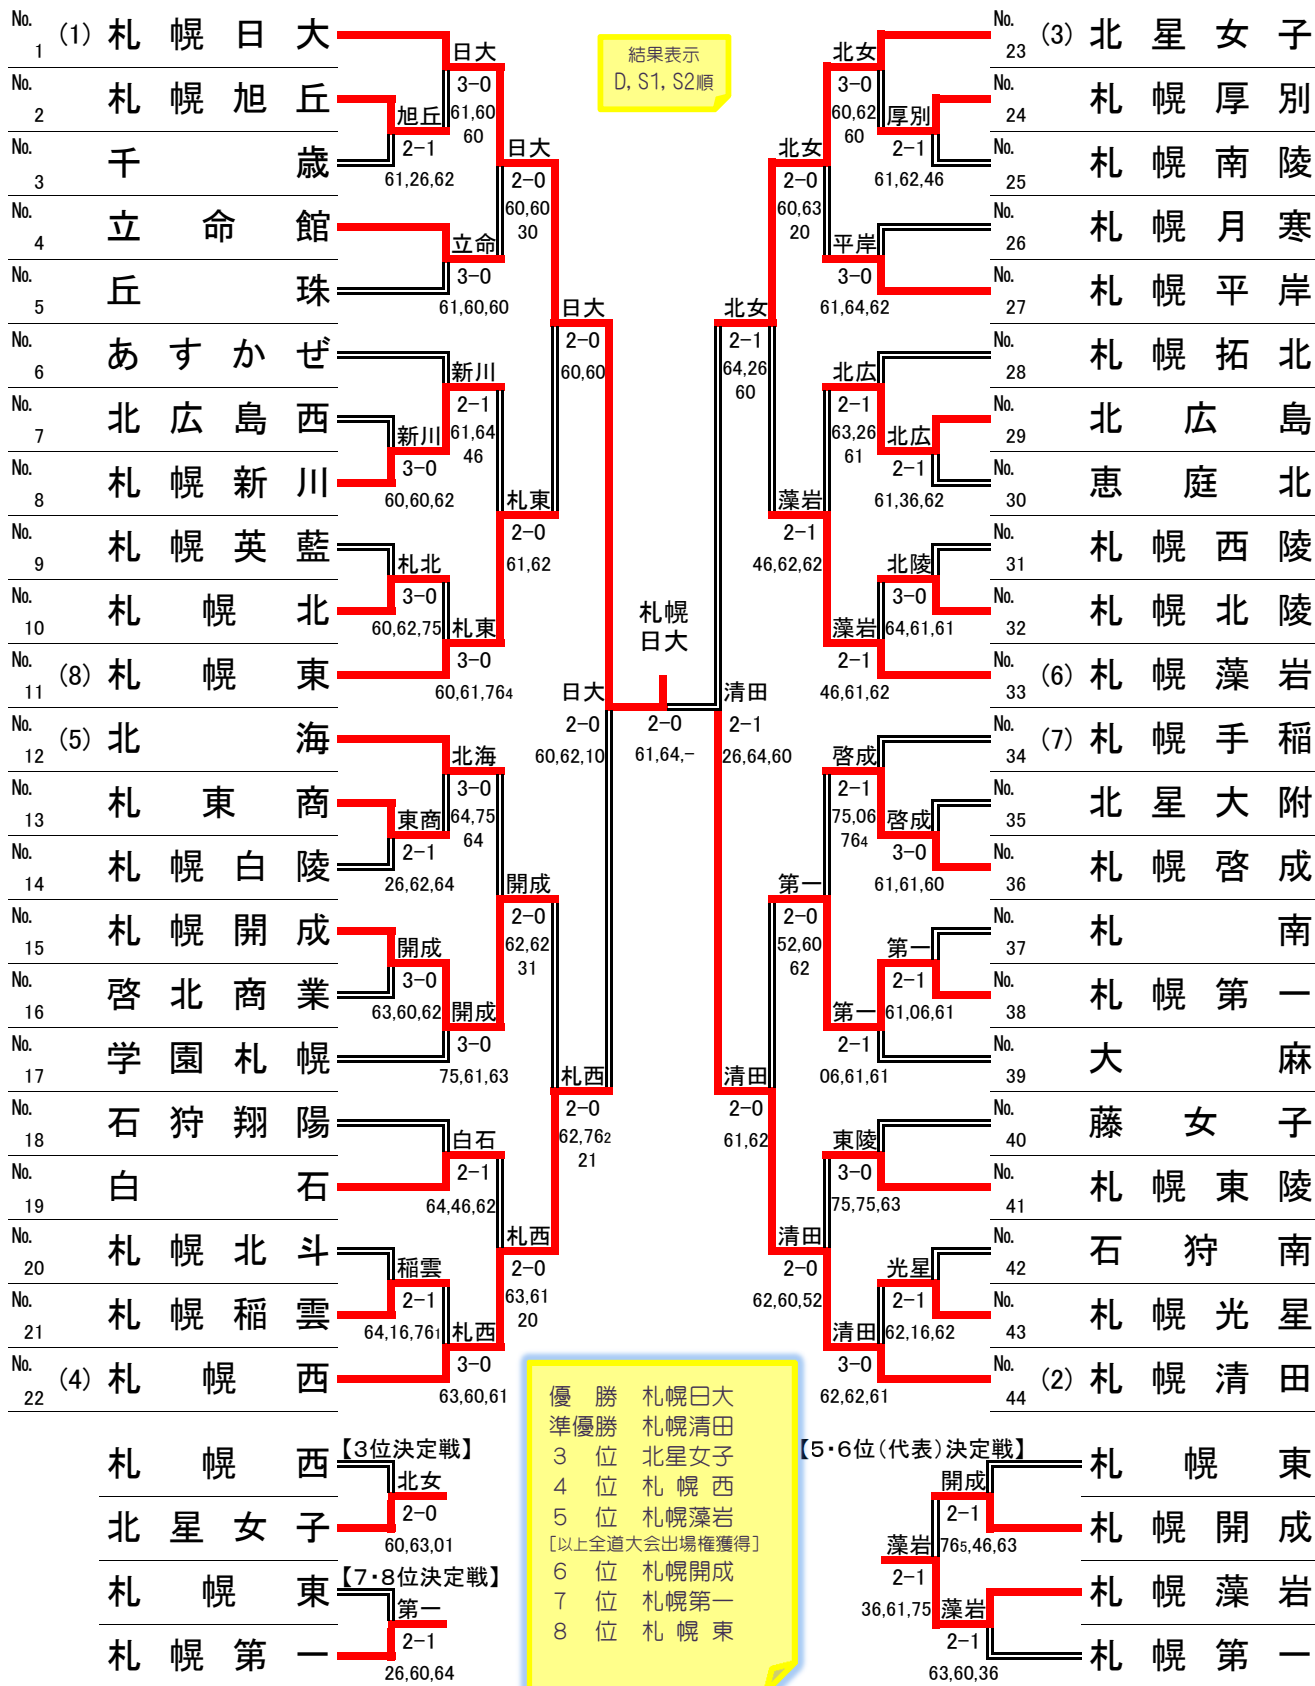 No. 1 (1) 札幌日大
No. 2 札幌旭丘
No. 3 千歳
No. 4 立命館
No. 5 丘珠
No. 6 あすかぜ
No. 7 北広島西
No. 8 札幌新川
No. 9 札幌英藍
No. 10 札幌北
No. 11 (8) 札幌東
No. 12 (5) 北海
No. 13 札東商
No. 14 札幌白陵
No. 15 札幌開成
No. 16 啓北商業
No. 17 学園札幌
No. 18 石狩翔陽
No. 19 白石
No. 20 札幌北斗
No. 21 札幌稲雲
No. 22 (4) 札幌西
日大
3-0
61,60
60
旭丘
2-1
61,26,62
立命
3-0
61,60,60
新川
2-1
61,64
46
新川
3-0
60,60,62
札北
3-0
60,62,75
札東
3-0
60,61,764
北海
3-0
64,75
64
東商
2-1
26,62,64
開成
3-0
63,60,62
開成
3-0
75,61,63
白石
2-1
64,46,62
稲雲
2-1
64,16,761
札西
3-0
63,60,61
日大
2-0
60,60
30
札東
2-0
61,62
開成
2-0
62,62
31
札西
2-0
63,61
20
日大
2-0
60,60
札西
2-0
62,762
21
日大
2-0
60,62,10
結果表示
D, S1, S2順
札幌
日大
2-0
61,64,-
清田
2-1
26,64,60
北女
2-1
64,26
60
清田
2-0
61,62
北女
2-0
60,63
20
藻岩
2-1
46,62,62
第一
2-0
52,60
62
清田
2-0
62,60,52
北女
3-0
60,62
60
厚別
2-1
61,62,46
平岸
3-0
61,64,62
北広
2-1
63,26
61
北広
2-1
61,36,62
北陵
3-0
64,61,61
藻岩
2-1
46,61,62
啓成
2-1
75,06
764
啓成
3-0
61,61,60
第一
2-1
61,06,61
第一
2-1
06,61,61
東陵
3-0
75,75,63
光星
2-1
62,16,62
清田
3-0
62,62,61
No. 23 (3) 北星女子
No. 24 札幌厚別
No. 25 札幌南陵
No. 26 札幌月寒
No. 27 札幌平岸
No. 28 札幌拓北
No. 29 北広島
No. 30 恵庭北
No. 31 札幌西陵
No. 32 札幌北陵
No. 33 (6) 札幌藻岩
No. 34 (7) 札幌手稲
No. 35 北星大附
No. 36 札幌啓成
No. 37 札南
No. 38 札幌第一
No. 39 大麻
No. 40 藤女子
No. 41 札幌東陵
No. 42 石狩南
No. 43 札幌光星
No. 44 (2) 札幌清田
【3位決定戦】
札幌西
北星女子
北女
2-0
60,63,01
【7・8位決定戦】
札幌東
札幌第一
第一
2-1
26,60,64
優勝 札幌日大
準優勝 札幌清田
3位 北星女子
4位 札幌西
5位 札幌藻岩
[以上全道大会出場権獲得]
6位 札幌開成
7位 札幌第一
8位 札幌東
【5・6位(代表)決定戦】
札幌東
札幌開成
札幌藻岩
札幌第一
開成
2-1
765,46,63
藻岩
2-1
36,61,75
藻岩
2-1
63,60,36